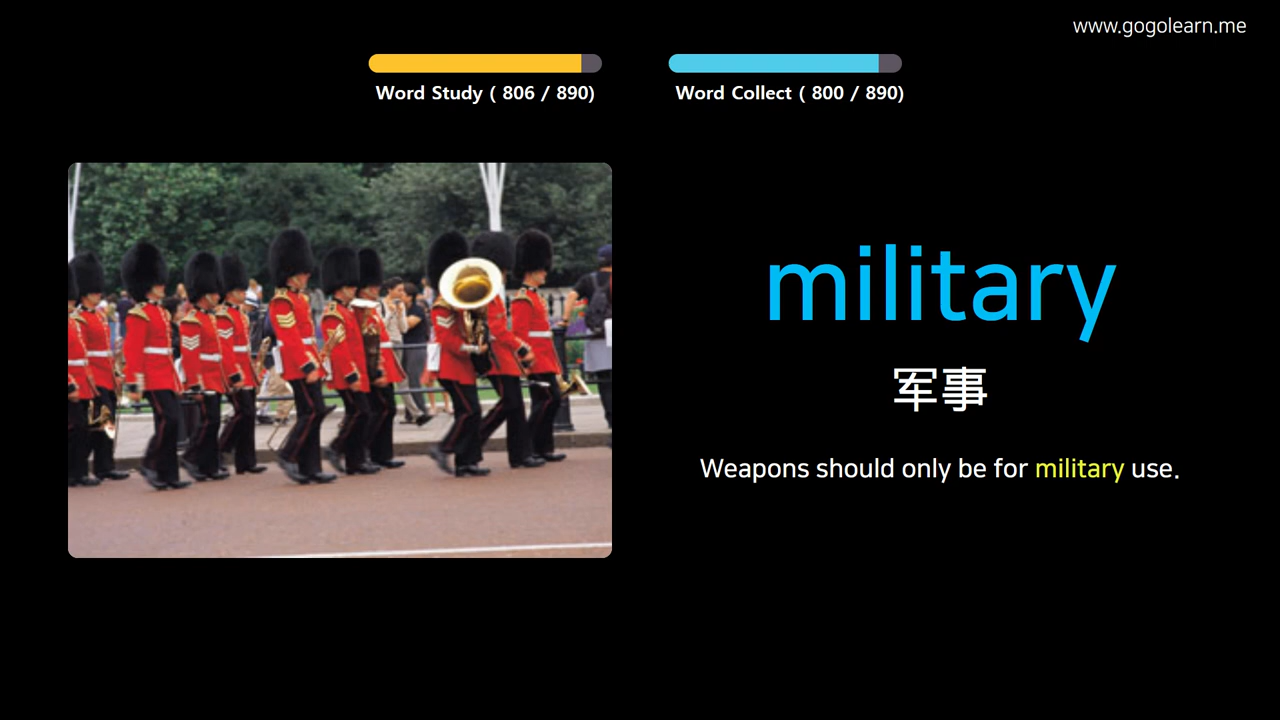 www.gogolearn.me
Word Study ( 806 / 890)
Word Collect ( 800 / 890)
military
军事
Weapons should only be for military use.